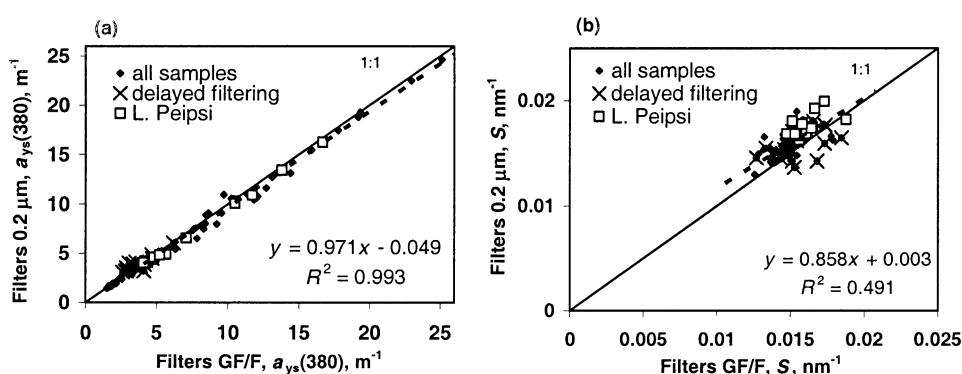 (a)
25
20
15
10
5
0
Filters 0.2 µm, a_ys(380), m⁻¹
all samples
delayed filtering
L. Peipsi
1:1
y = 0.971x - 0.049
R² = 0.993
0 5 10 15 20 25
Filters GF/F, a_ys(380), m⁻¹
(b)
0.02
0.01
0
Filters 0.2 µm, S, nm⁻¹
all samples
delayed filtering
L. Peipsi
1:1
y = 0.858x + 0.003
R² = 0.491
0 0.005 0.01 0.015 0.02 0.025
Filters GF/F, S, nm⁻¹